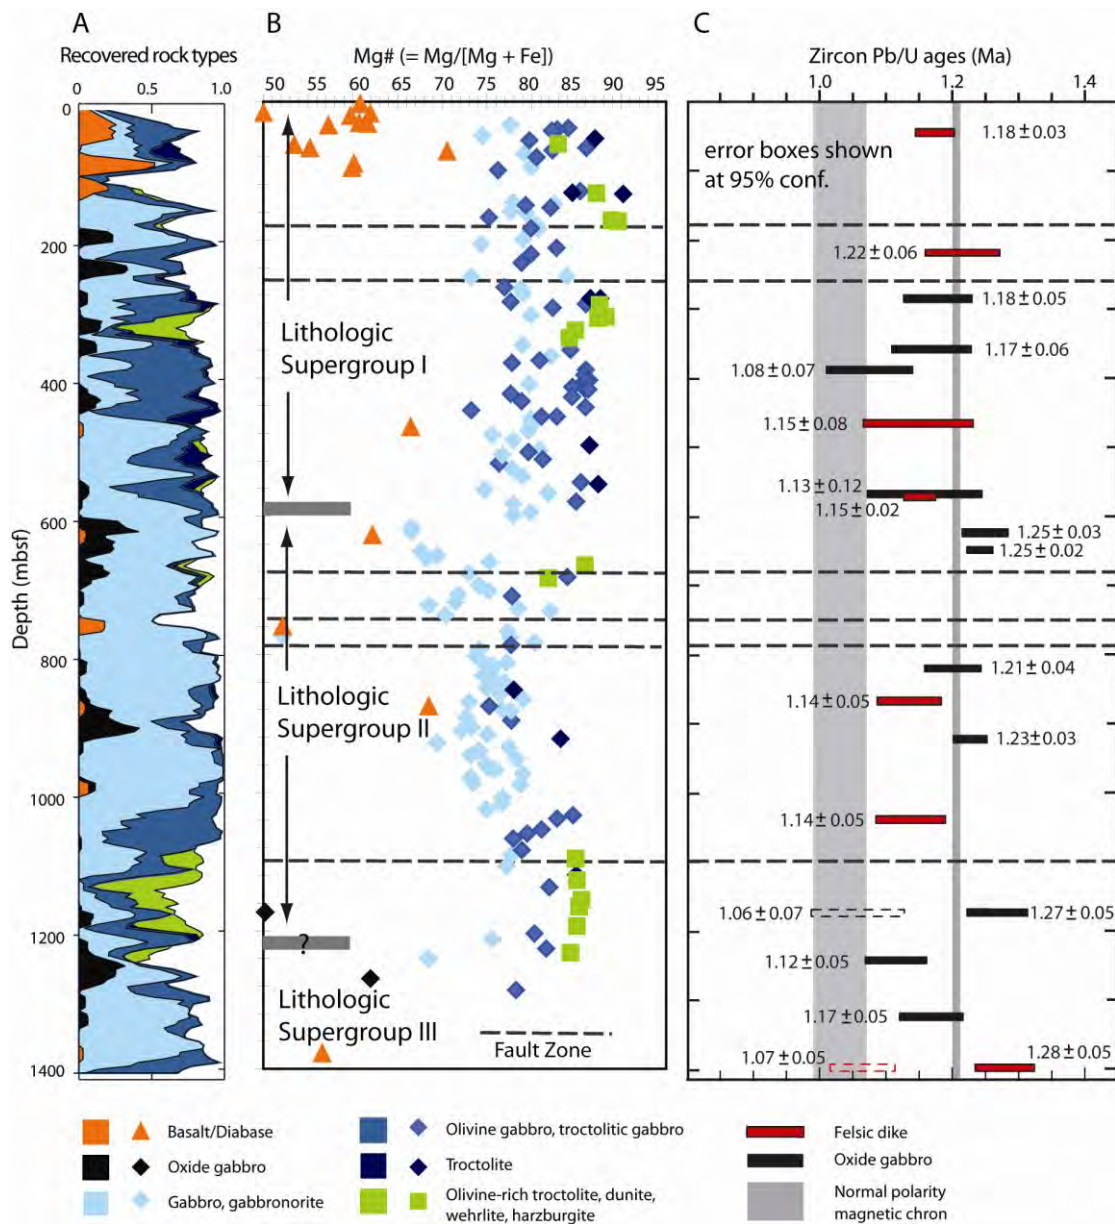 A
B
C
Recovered rock types
Mg# (= Mg/[Mg + Fe])
Zircon Pb/U ages (Ma)
0 0.5 1.0
50 55 60 65 70 75 80 85 90 95
1.0 1.2 1.4
Depth (mbsf)
0
200
400
600
800
1000
1200
1400
Lithologic
Supergroup I
Lithologic
Supergroup II
?
Lithologic
Supergroup III
Fault Zone
error boxes shown
at 95% conf.
1.18 ± 0.03
1.22 ± 0.06
1.18 ± 0.05
1.17 ± 0.06
1.08 ± 0.07
1.15 ± 0.08
1.13 ± 0.12
1.15 ± 0.02
1.25 ± 0.03
1.25 ± 0.02
1.21 ± 0.04
1.14 ± 0.05
1.23 ± 0.03
1.14 ± 0.05
1.06 ± 0.07
1.27 ± 0.05
1.12 ± 0.05
1.17 ± 0.05
1.07 ± 0.05
1.28 ± 0.05
Basalt/Diabase
Oxide gabbro
Gabbro, gabbronorite
Olivine gabbro, troctolitic gabbro
Troctolite
Olivine-rich troctolite, dunite,
wehrlite, harzburgite
Felsic dike
Oxide gabbro
Normal polarity
magnetic chron